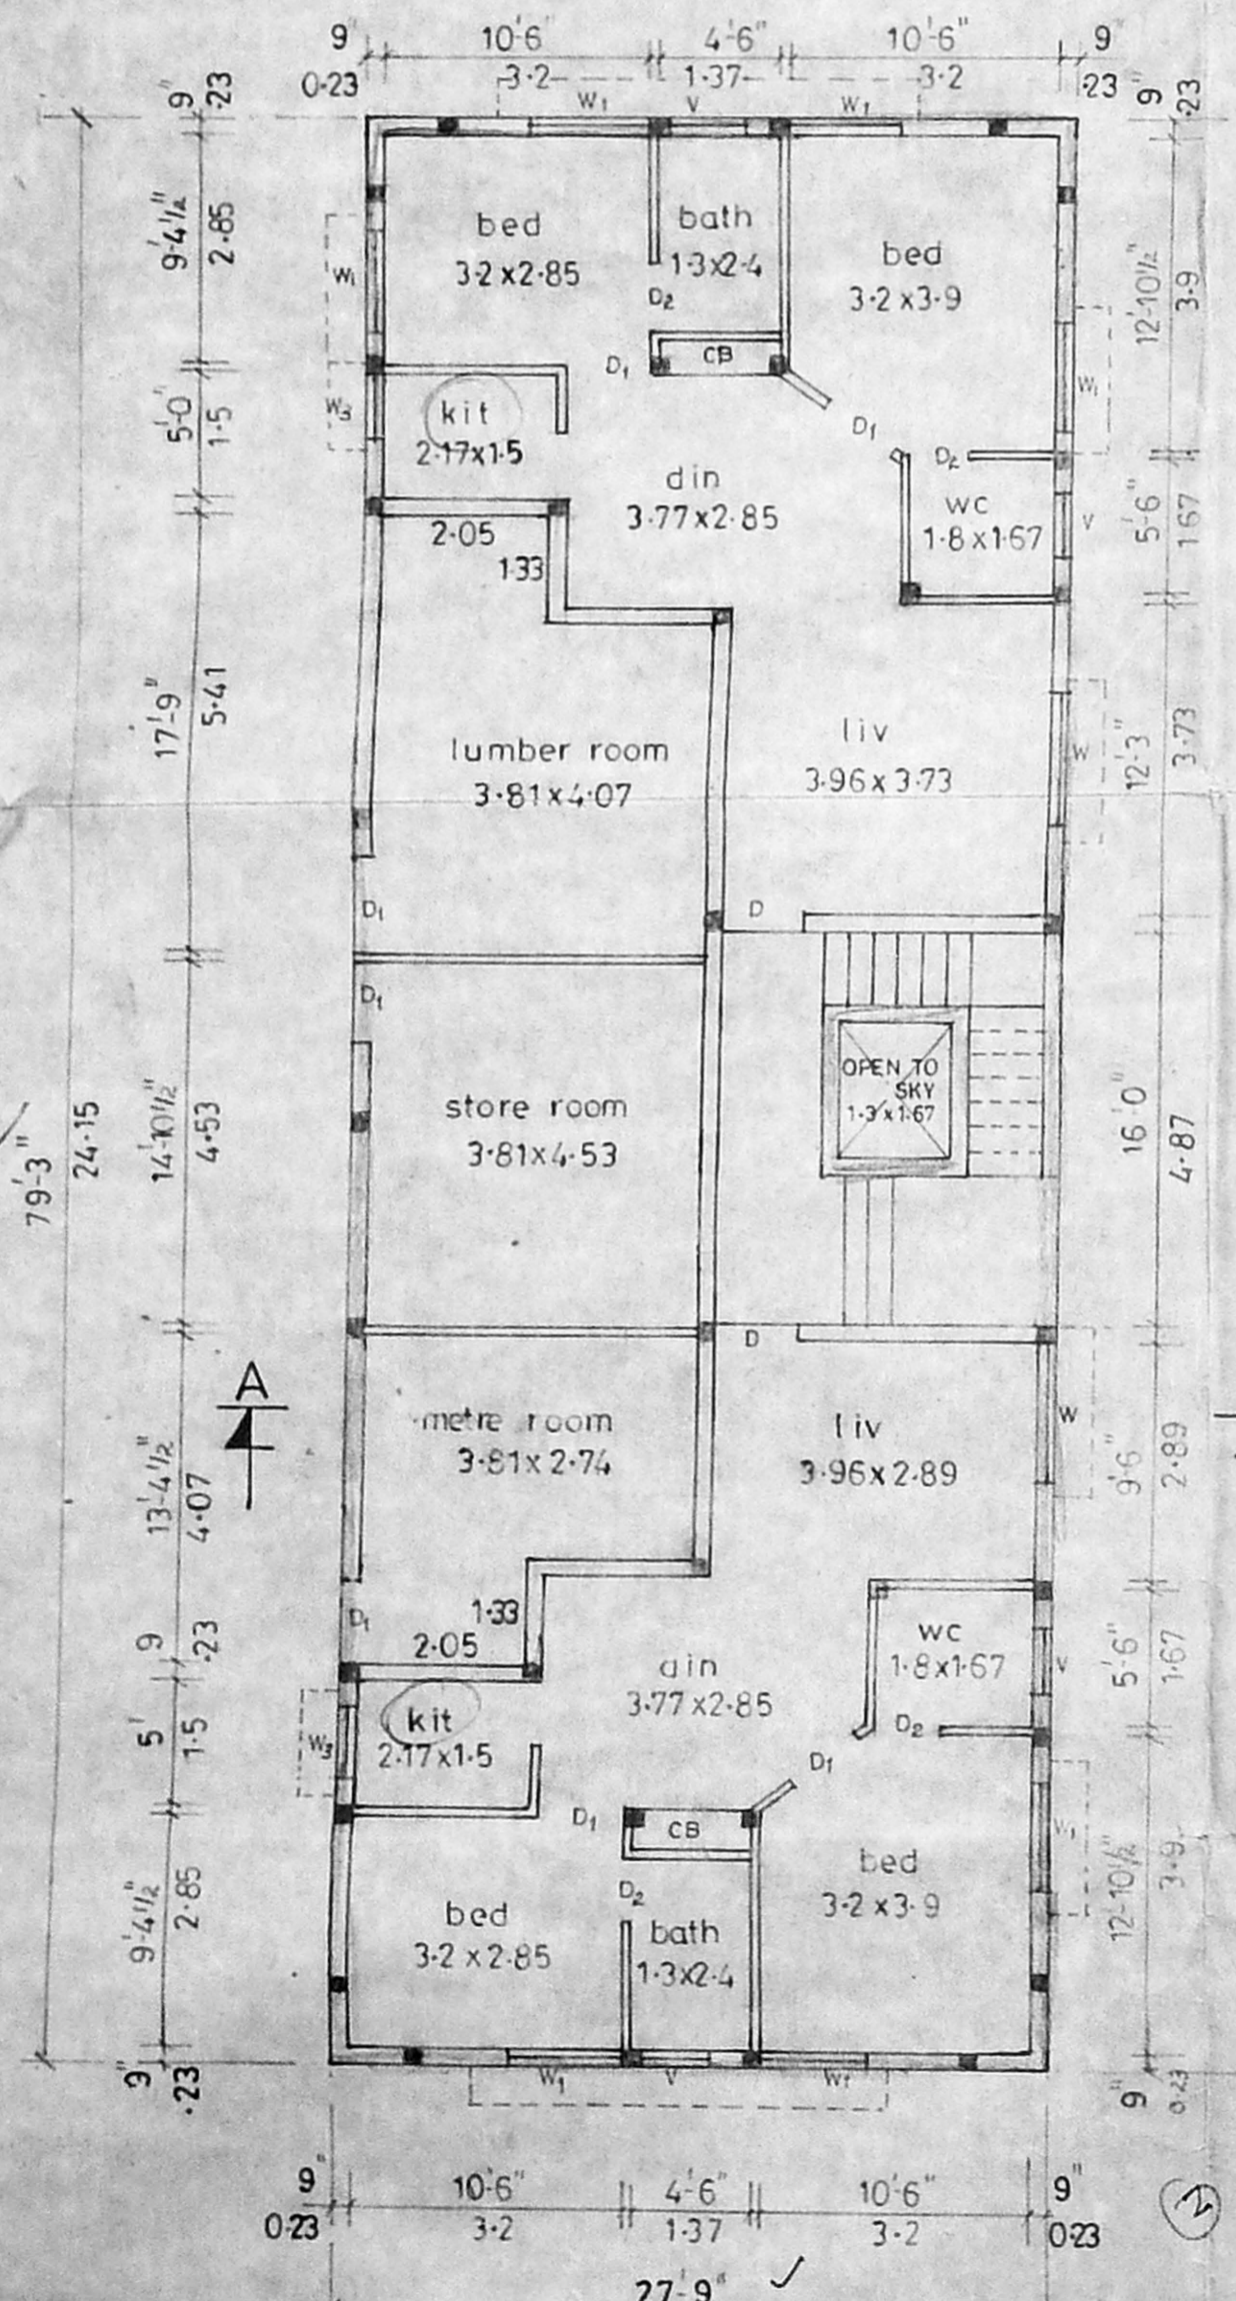 9" 10'-6" 4'-6" 10'-6" 9"
0.23 3.2 1.37 3.2 .23
9" .23
9" .23
W1 V W1
9'-4½" 2.85
bed
3.2x2.85
bath
1.3x2.4
bed
3.2x3.9
12'-10½" 3.9
W1
D2
CB
D1
W1
5'-0" 1.5
W3
kit
2.17x1.5
D1
D2
din
3.77x2.85
wc
1.8x1.67
V
5'-6" 1.67
2.05
1.33
17'-9" 5.41
lumber room
3.81x4.07
liv
3.96x3.73
W
12'-3" 3.73
D1
D
D1
79'-3" 24.15
14'-10½" 4.53
store room
3.81x4.53
OPEN TO
SKY
1.3x1.67
16'-0" 4.87
D
A
13'-4½" 4.07
metre room
3.81x2.74
liv
3.96x2.89
W
9'-6" 2.89
D1
1.33
2.05
9 .23
din
3.77x2.85
wc
1.8x1.67
V
5'-6" 1.67
5' 1.5
W3
kit
2.17x1.5
D2
D1
D1
CB
W1
9'-4½" 2.85
bed
3.2x2.85
D2
bath
1.3x2.4
bed
3.2x3.9
12'-10½" 3.9
9" .23
W1 V W1
9" 0.23
9" 10'-6" 4'-6" 10'-6" 9"
0.23 3.2 1.37 3.2 0.23
27'-9"